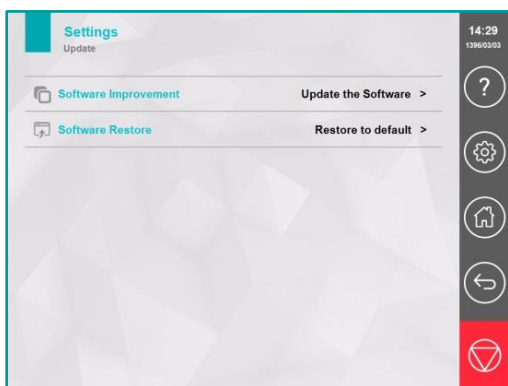 Settings
Update
Software Improvement
Update the Software >
Software Restore
Restore to default >
14:29
1396/03/03
?